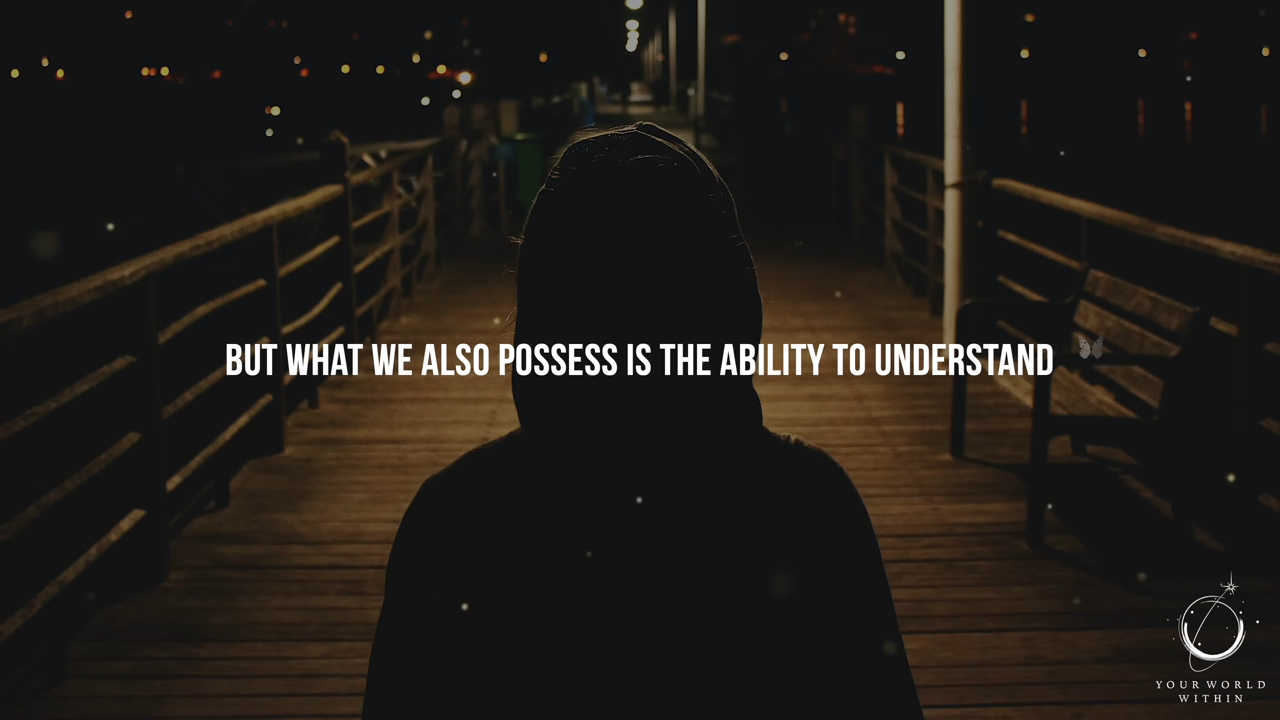 BUT WHAT WE ALSO POSSESS IS THE ABILITY TO UNDERSTAND
YOUR WORLD
WITHIN